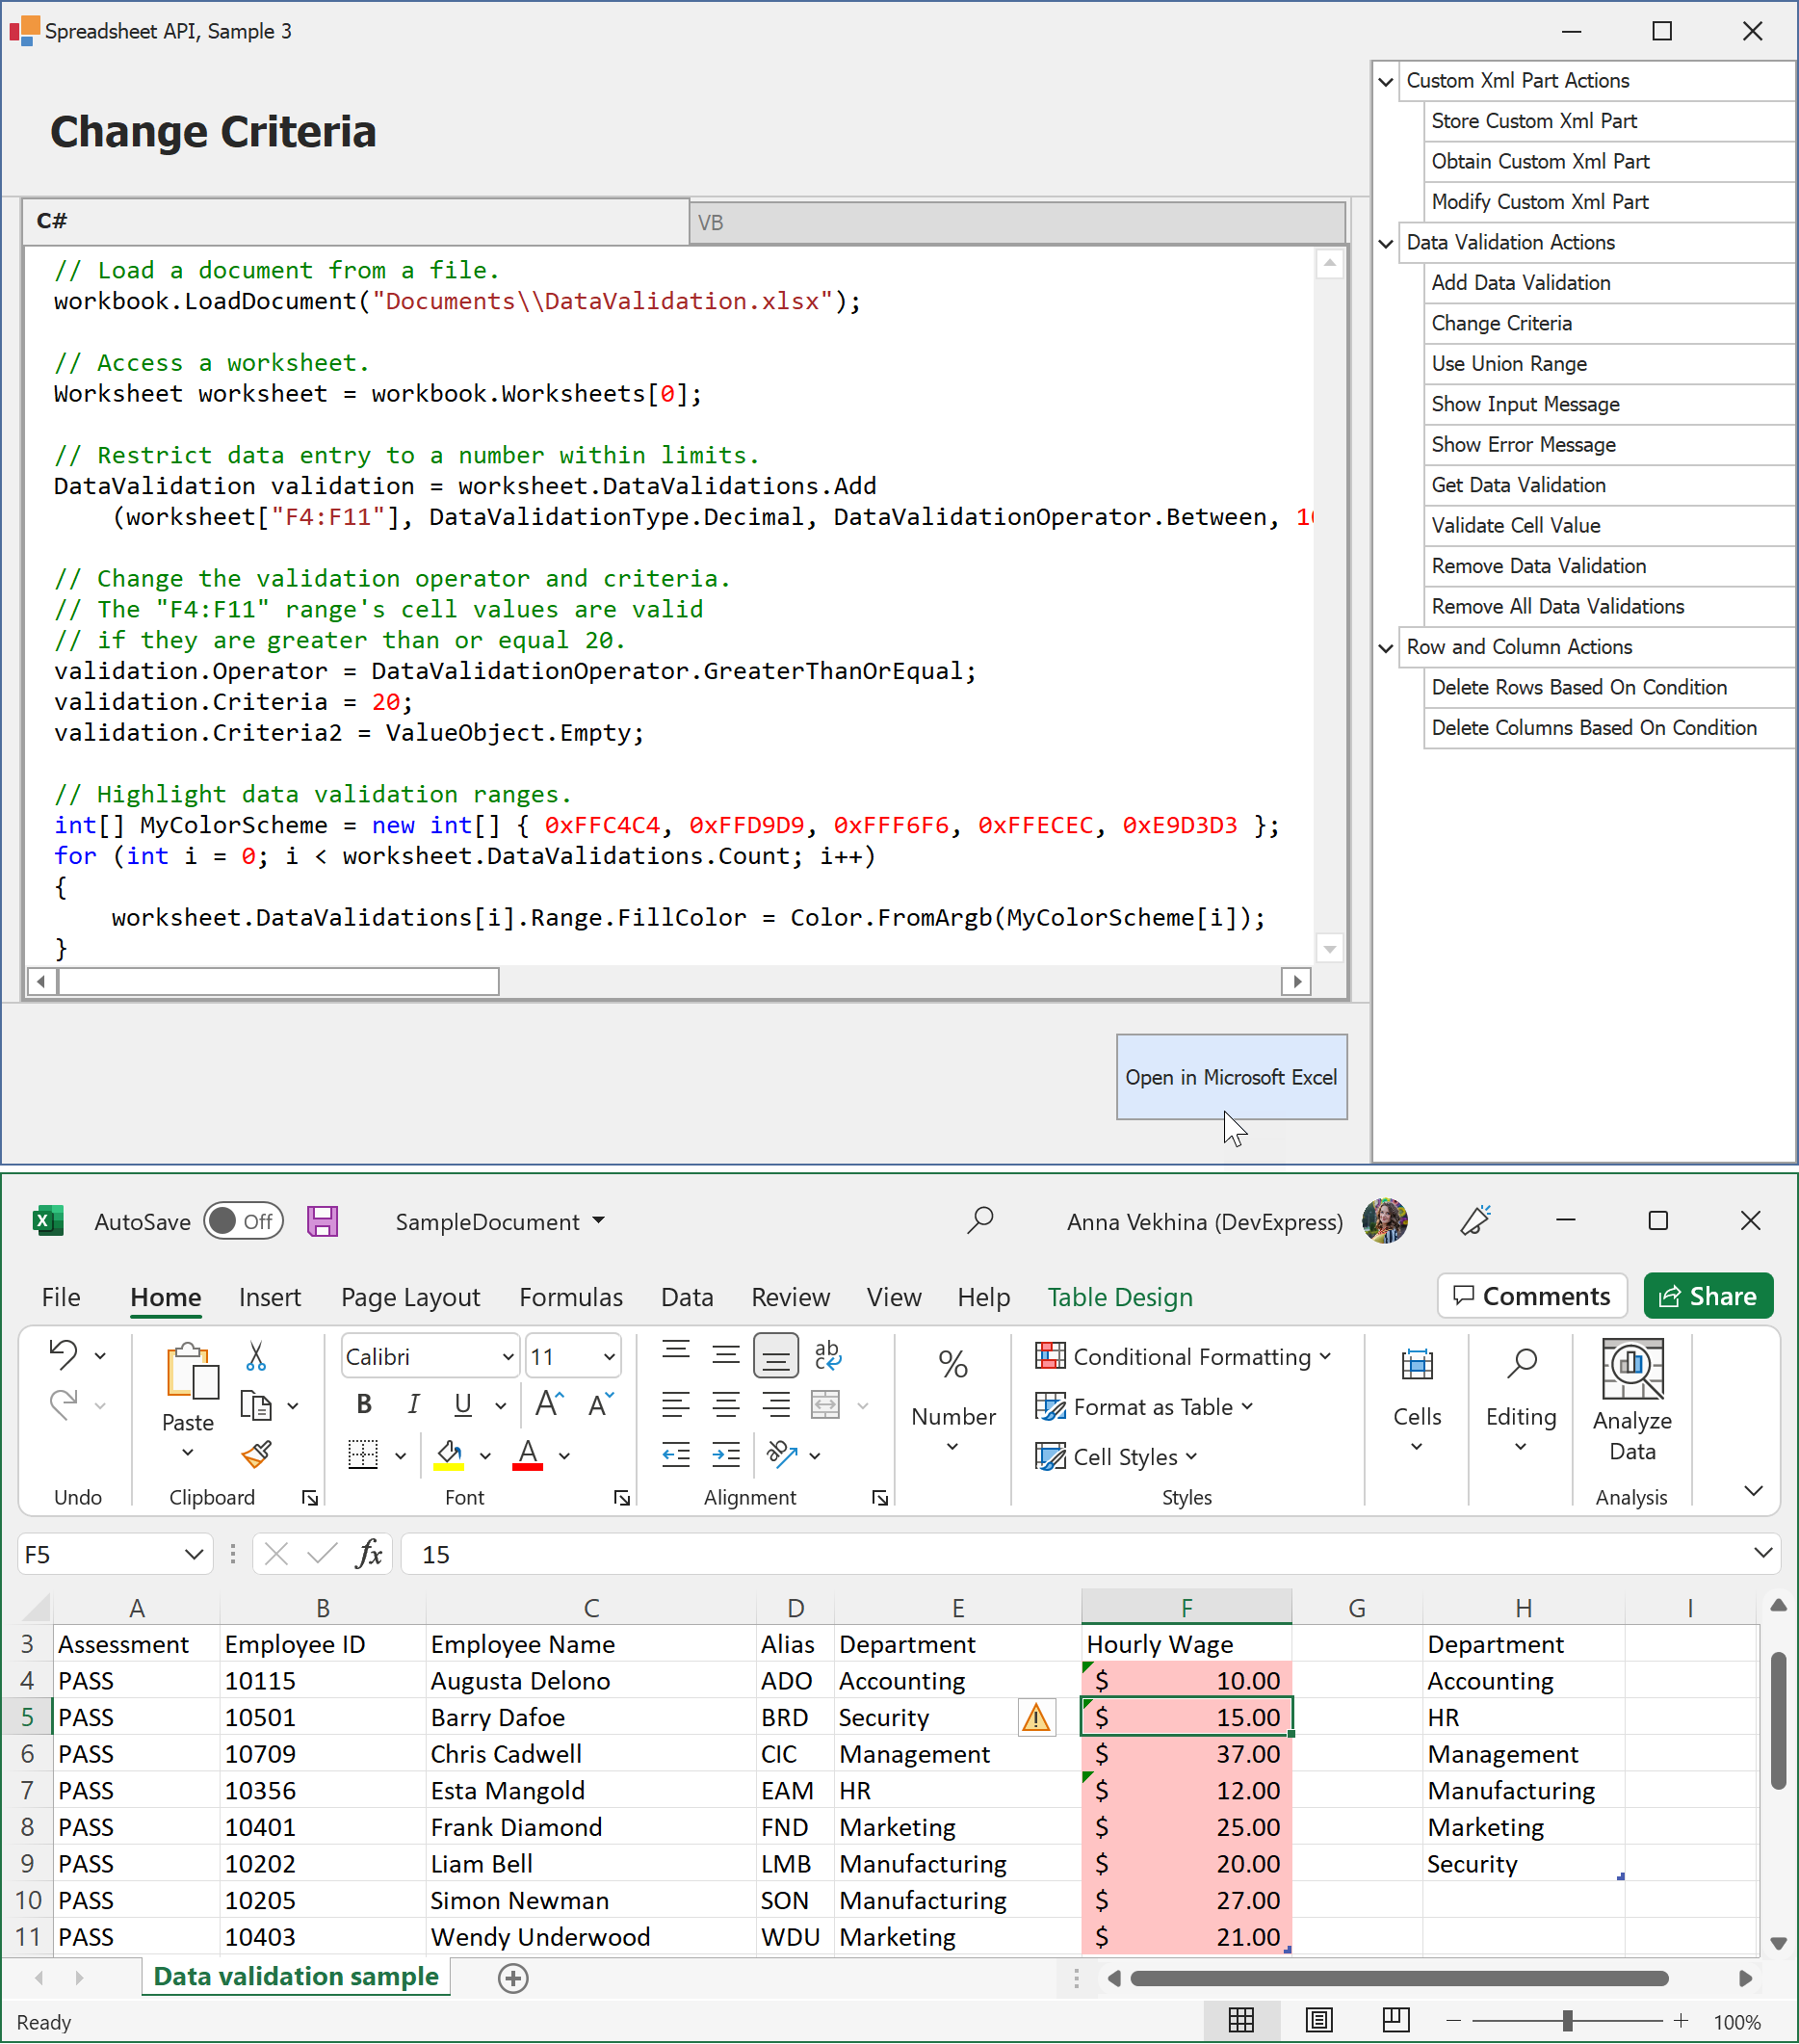 Spreadsheet API, Sample 3
Change Criteria
C#
VB
// Load a document from a file.
workbook.LoadDocument("Documents\\DataValidation.xlsx");
// Access a worksheet.
Worksheet worksheet = workbook.Worksheets[0];
// Restrict data entry to a number within limits.
DataValidation validation = worksheet.DataValidations.Add
(worksheet["F4:F11"], DataValidationType.Decimal, DataValidationOperator.Between,
// Change the validation operator and criteria.
// The "F4:F11" range's cell values are valid
// if they are greater than or equal 20.
validation.Operator = DataValidationOperator.GreaterThanOrEqual;
validation.Criteria = 20;
validation.Criteria2 = ValueObject.Empty;
// Highlight data validation ranges.
int[] MyColorScheme = new int[] { 0xFFC4C4, 0xFFD9D9, 0xFFF6F6, 0xFFECEC, 0xE9D3D3 };
for (int i = 0; i < worksheet.DataValidations.Count; i++)
{
worksheet.DataValidations[i].Range.FillColor = Color.FromArgb(MyColorScheme[i]);
}
Open in Microsoft Excel
Custom Xml Part Actions
Store Custom Xml Part
Obtain Custom Xml Part
Modify Custom Xml Part
Data Validation Actions
Add Data Validation
Change Criteria
Use Union Range
Show Input Message
Show Error Message
Get Data Validation
Validate Cell Value
Remove Data Validation
Remove All Data Validations
Row and Column Actions
Delete Rows Based On Condition
Delete Columns Based On Condition
AutoSave Off SampleDocument Anna Vekhina (DevExpress)
File Home Insert Page Layout Formulas Data Review View Help Table Design Comments Share
Undo
Paste
Clipboard
Calibri 11
B I U A A
A
Font
ab
c
ab
Alignment
%
Number
Conditional Formatting
Format as Table
Cell Styles
Styles
Cells
Editing
Analyze
Data
Analysis
F5 fx 15
A B C D E F G H I
3 Assessment Employee ID Employee Name Alias Department Hourly Wage Department
4 PASS 10115 Augusta Delono ADO Accounting $ 10.00 Accounting
5 PASS 10501 Barry Dafoe BRD Security $ 15.00 HR
6 PASS 10709 Chris Cadwell CIC Management $ 37.00 Management
7 PASS 10356 Esta Mangold EAM HR $ 12.00 Manufacturing
8 PASS 10401 Frank Diamond FND Marketing $ 25.00 Marketing
9 PASS 10202 Liam Bell LMB Manufacturing $ 20.00 Security
10 PASS 10205 Simon Newman SON Manufacturing $ 27.00
11 PASS 10403 Wendy Underwood WDU Marketing $ 21.00
Data validation sample
Ready 100%